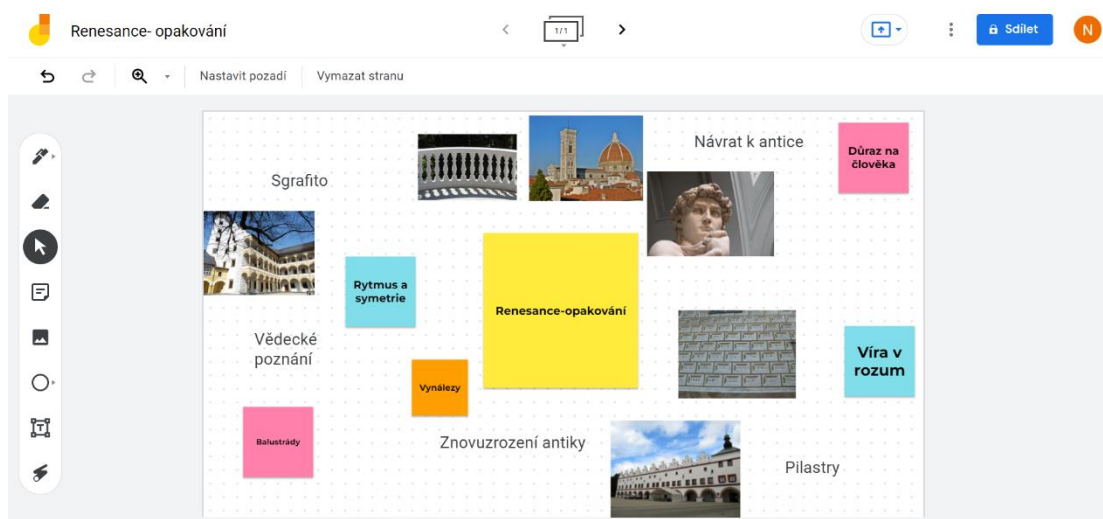 Renesance- opakování
1/1
Sdílet
N
Nastavit pozadí
Vymazat stranu
Návrat k antice
Důraz na
člověka
Sgrafito
Rytmus a
symetrie
Renesance-opakování
Vědecké
poznání
Víra v
rozum
Vynálezy
Balustrády
Znovuzrození antiky
Pilastry